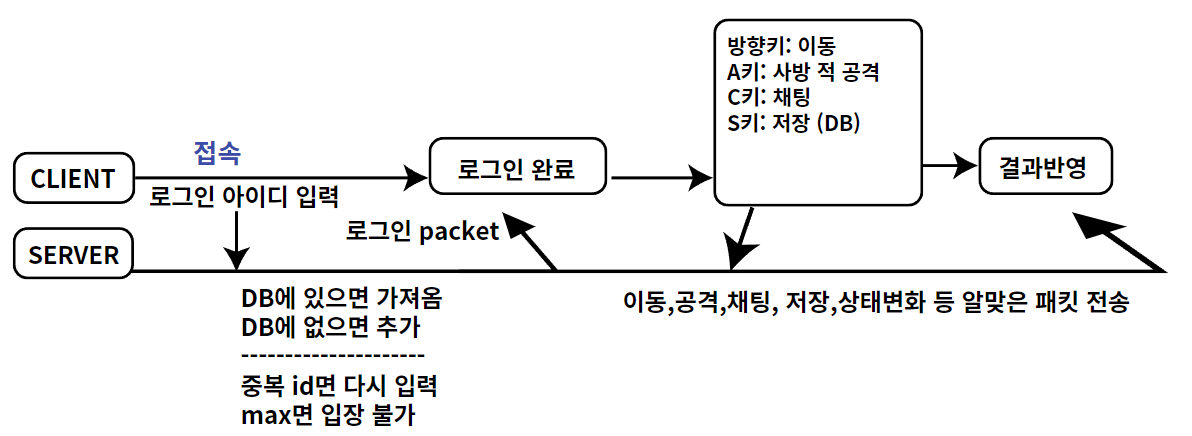 방향키: 이동
A키: 사방 적 공격
C키: 채팅
S키: 저장 (DB)
접속
CLIENT
로그인 아이디 입력
로그인 완료
결과반영
로그인 packet
SERVER
DB에 있으면 가져옴
DB에 없으면 추가
---------------------
중복 id면 다시 입력
max면 입장 불가
이동,공격,채팅, 저장,상태변화 등 알맞은 패킷 전송